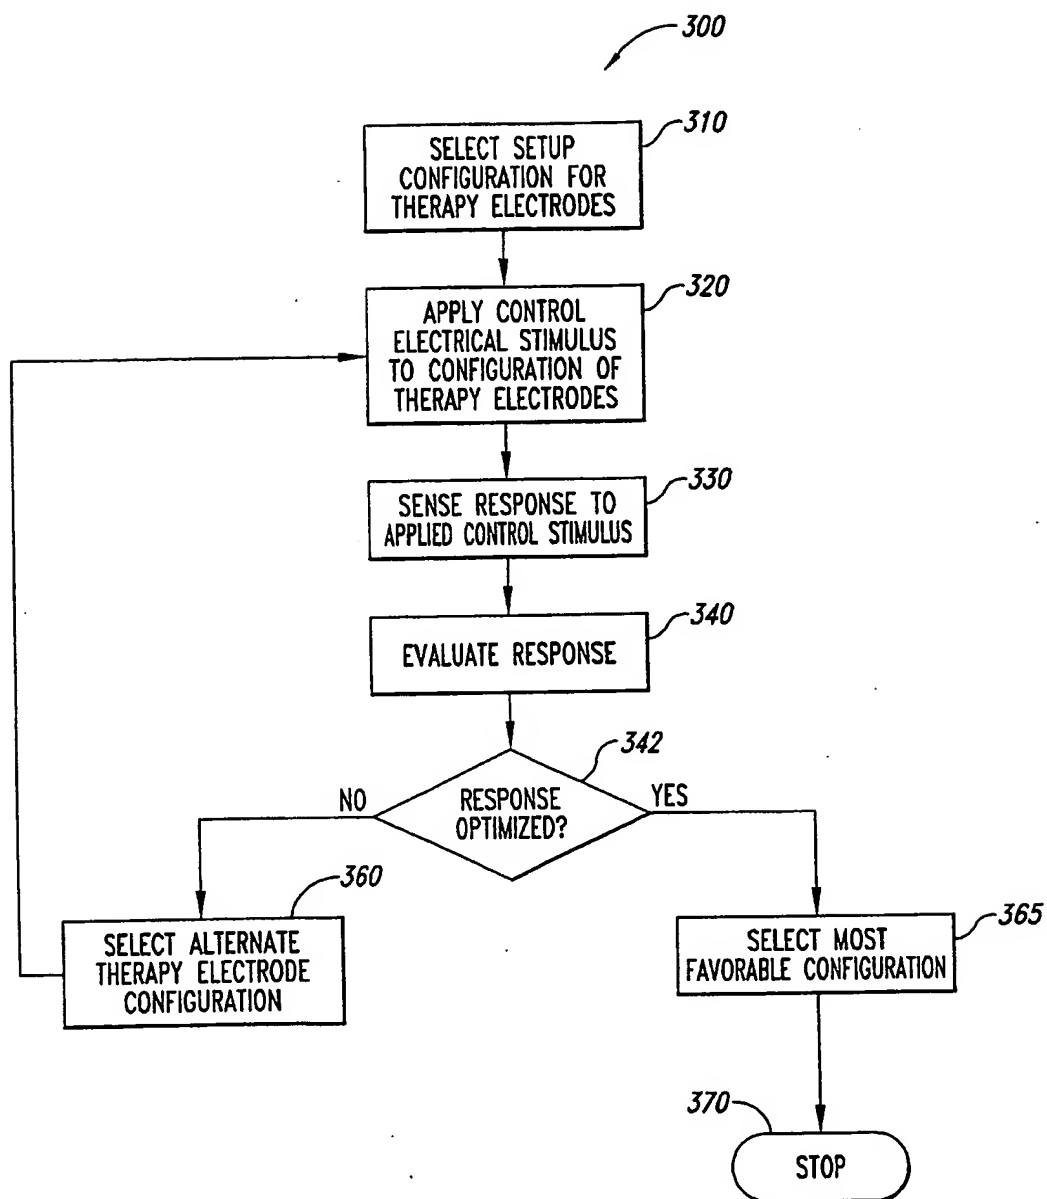 300
310
SELECT SETUP
CONFIGURATION FOR
THERAPY ELECTRODES
320
APPLY CONTROL
ELECTRICAL STIMULUS
TO CONFIGURATION OF
THERAPY ELECTRODES
330
SENSE RESPONSE TO
APPLIED CONTROL STIMULUS
340
EVALUATE RESPONSE
342
NO
RESPONSE
OPTIMIZED?
YES
360
SELECT ALTERNATE
THERAPY ELECTRODE
CONFIGURATION
365
SELECT MOST
FAVORABLE CONFIGURATION
370
STOP